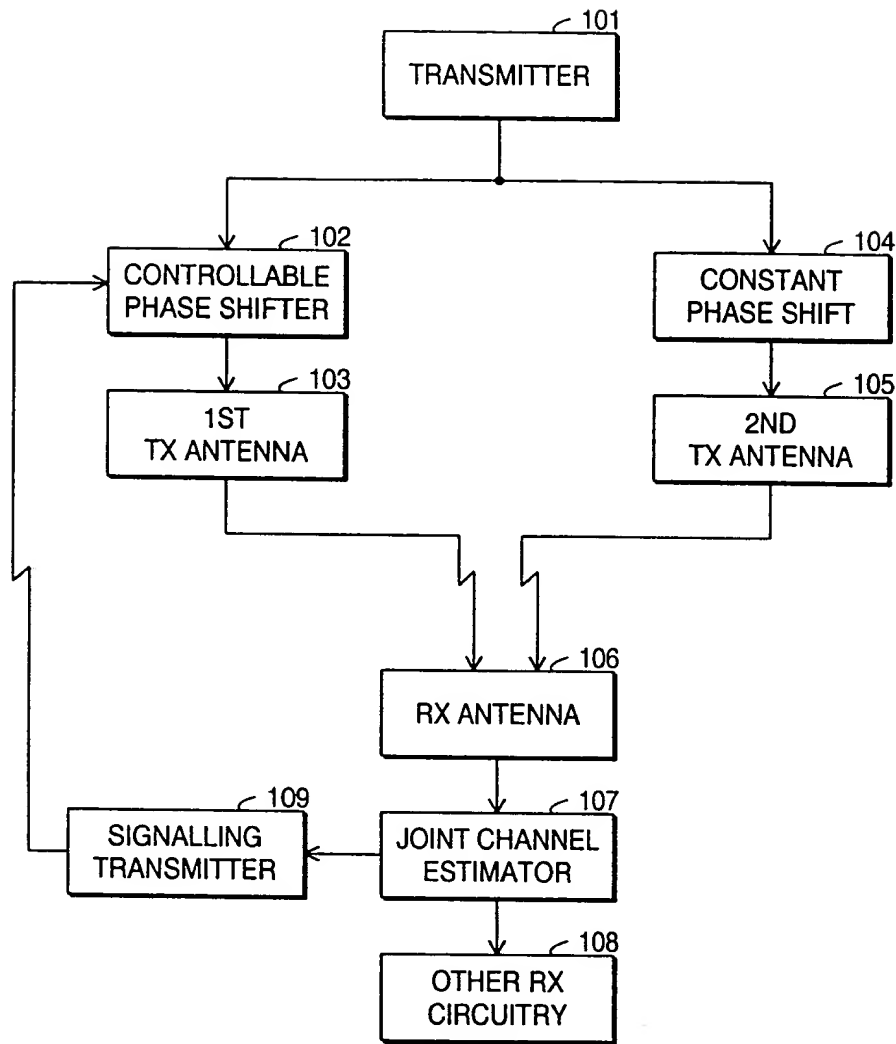 101
TRANSMITTER
102
CONTROLLABLE
PHASE SHIFTER
104
CONSTANT
PHASE SHIFT
103
1ST
TX ANTENNA
105
2ND
TX ANTENNA
106
RX ANTENNA
109
SIGNALLING
TRANSMITTER
107
JOINT CHANNEL
ESTIMATOR
108
OTHER RX
CIRCUITRY